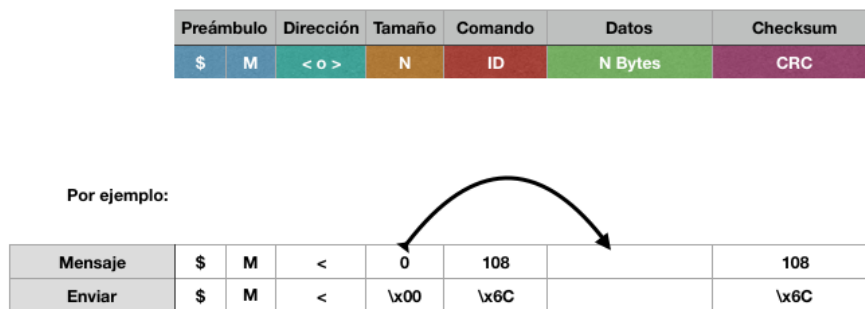 Preámbulo Dirección Tamaño Comando Datos Checksum
$ M < o > N ID N Bytes CRC
Por ejemplo:
Mensaje $ M < 0 108 108
Enviar $ M < \x00 \x6C \x6C